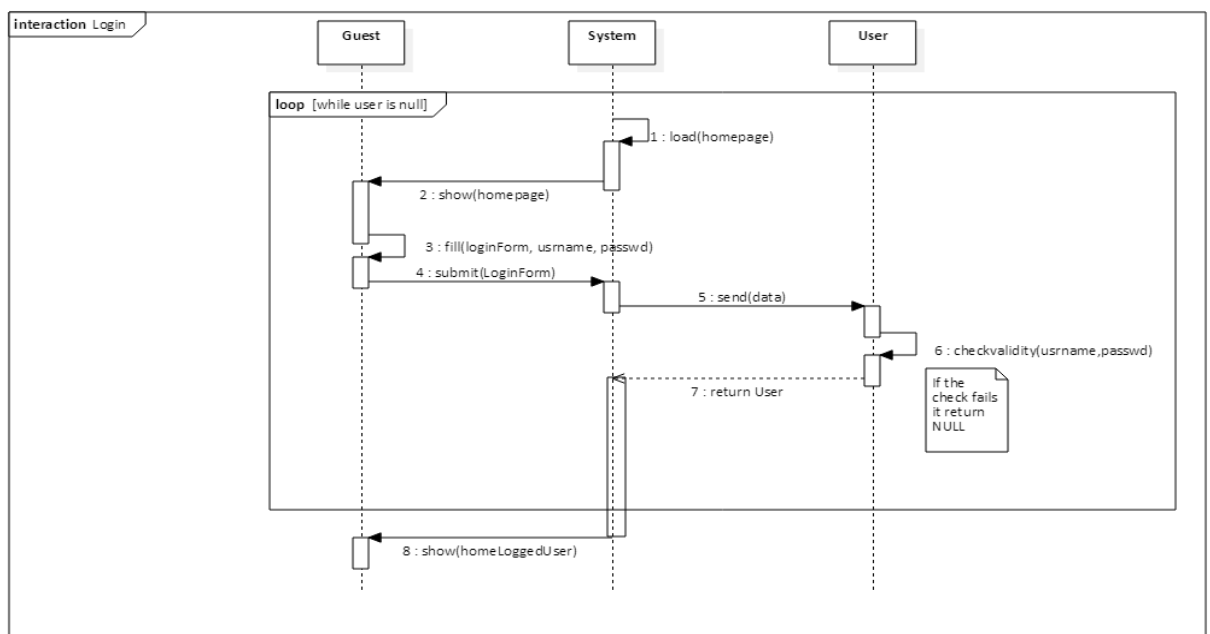 interaction Login
Guest
System
User
loop [while user is null]
1 : load(homepage)
2 : show(homepage)
3 : fill(loginForm, usrname, passwd)
4 : submit(LoginForm)
5 : send(data)
6 : checkvalidity(usrname,passwd)
7 : return User
If the
check fails
it return
NULL
8 : show(homeLoggedUser)